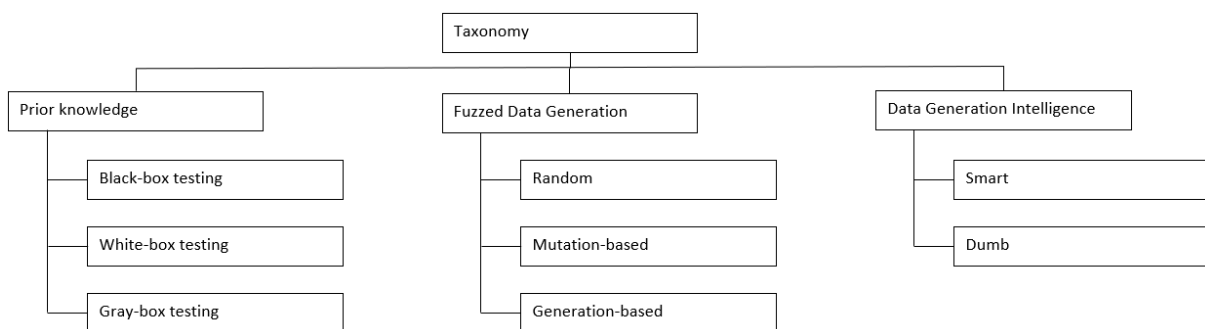 Taxonomy
Prior knowledge
Fuzzed Data Generation
Data Generation Intelligence
Black-box testing
Random
Smart
White-box testing
Mutation-based
Dumb
Gray-box testing
Generation-based